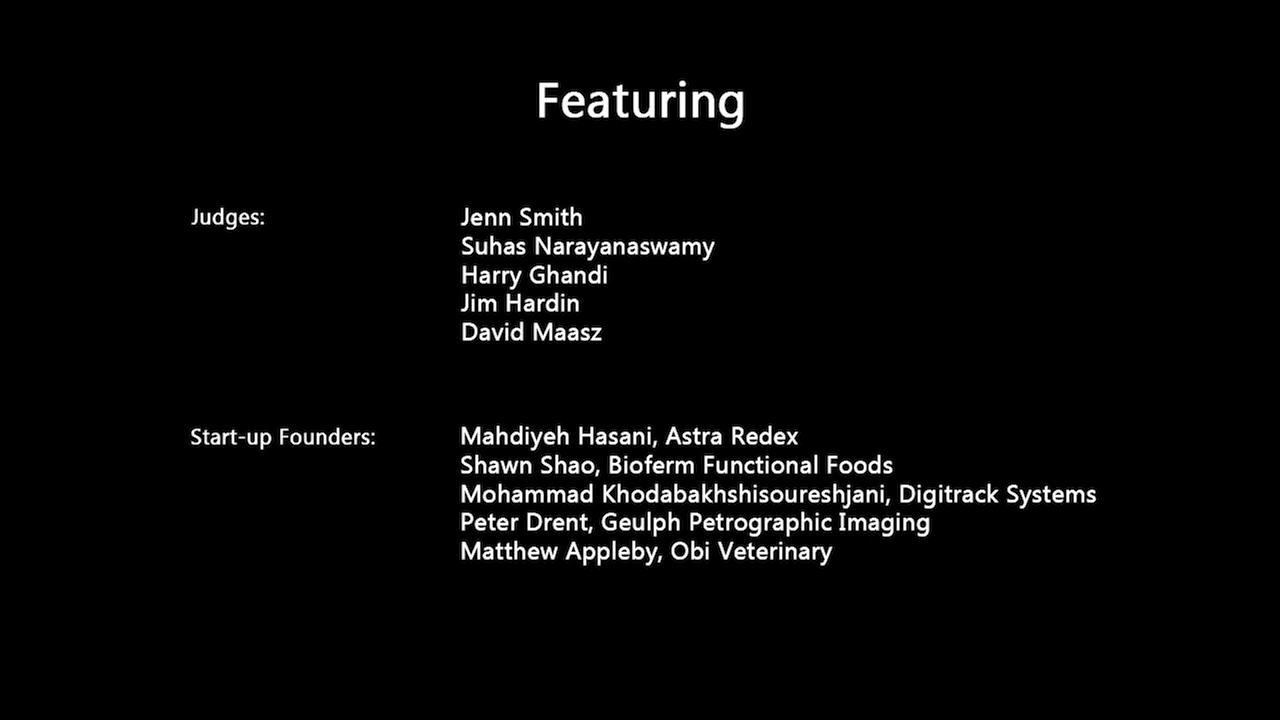 Featuring
Judges:
Jenn Smith
Suhas Narayanaswamy
Harry Ghandi
Jim Hardin
David Maasz
Start-up Founders:
Mahdiyeh Hasani, Astra Redex
Shawn Shao, Bioferm Functional Foods
Mohammad Khodabakhshisoureshjani, Digitrack Systems
Peter Drent, Geulph Petrographic Imaging
Matthew Appleby, Obi Veterinary